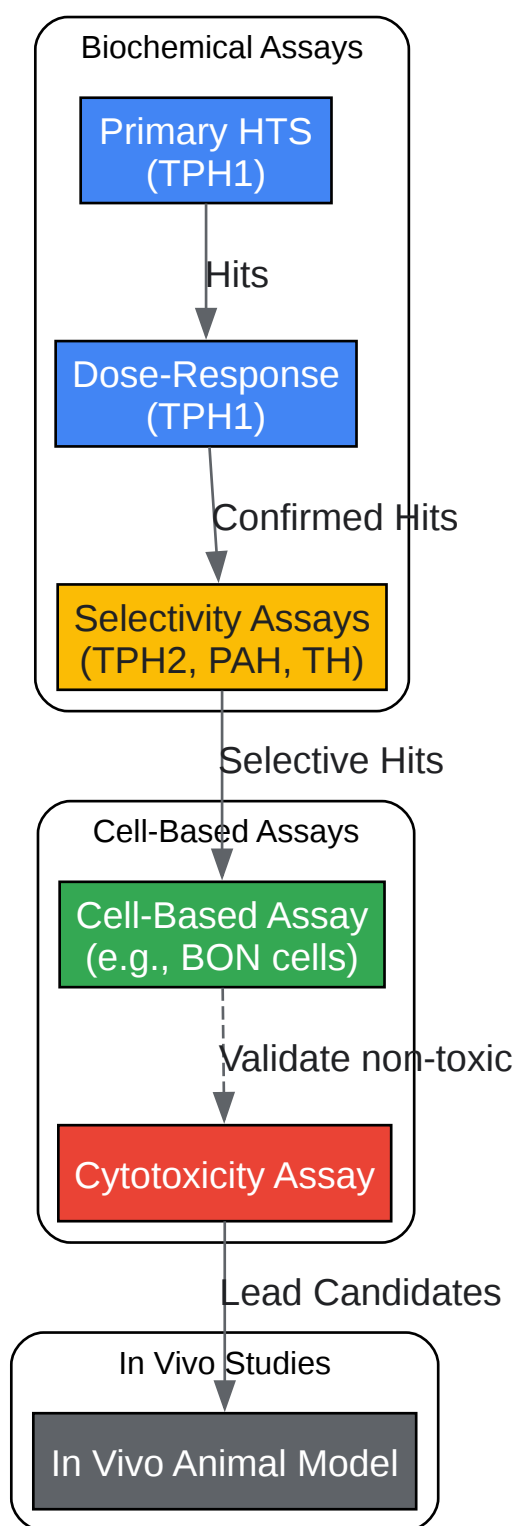 Biochemical Assays
Primary HTS
(TPH1)
Hits
Dose-Response
(TPH1)
Confirmed Hits
Selectivity Assays
(TPH2, PAH, TH)
Selective Hits
Cell-Based Assays
Cell-Based Assay
(e.g., BON cells)
Validate non-toxic
Cytotoxicity Assay
Lead Candidates
In Vivo Studies
In Vivo Animal Model